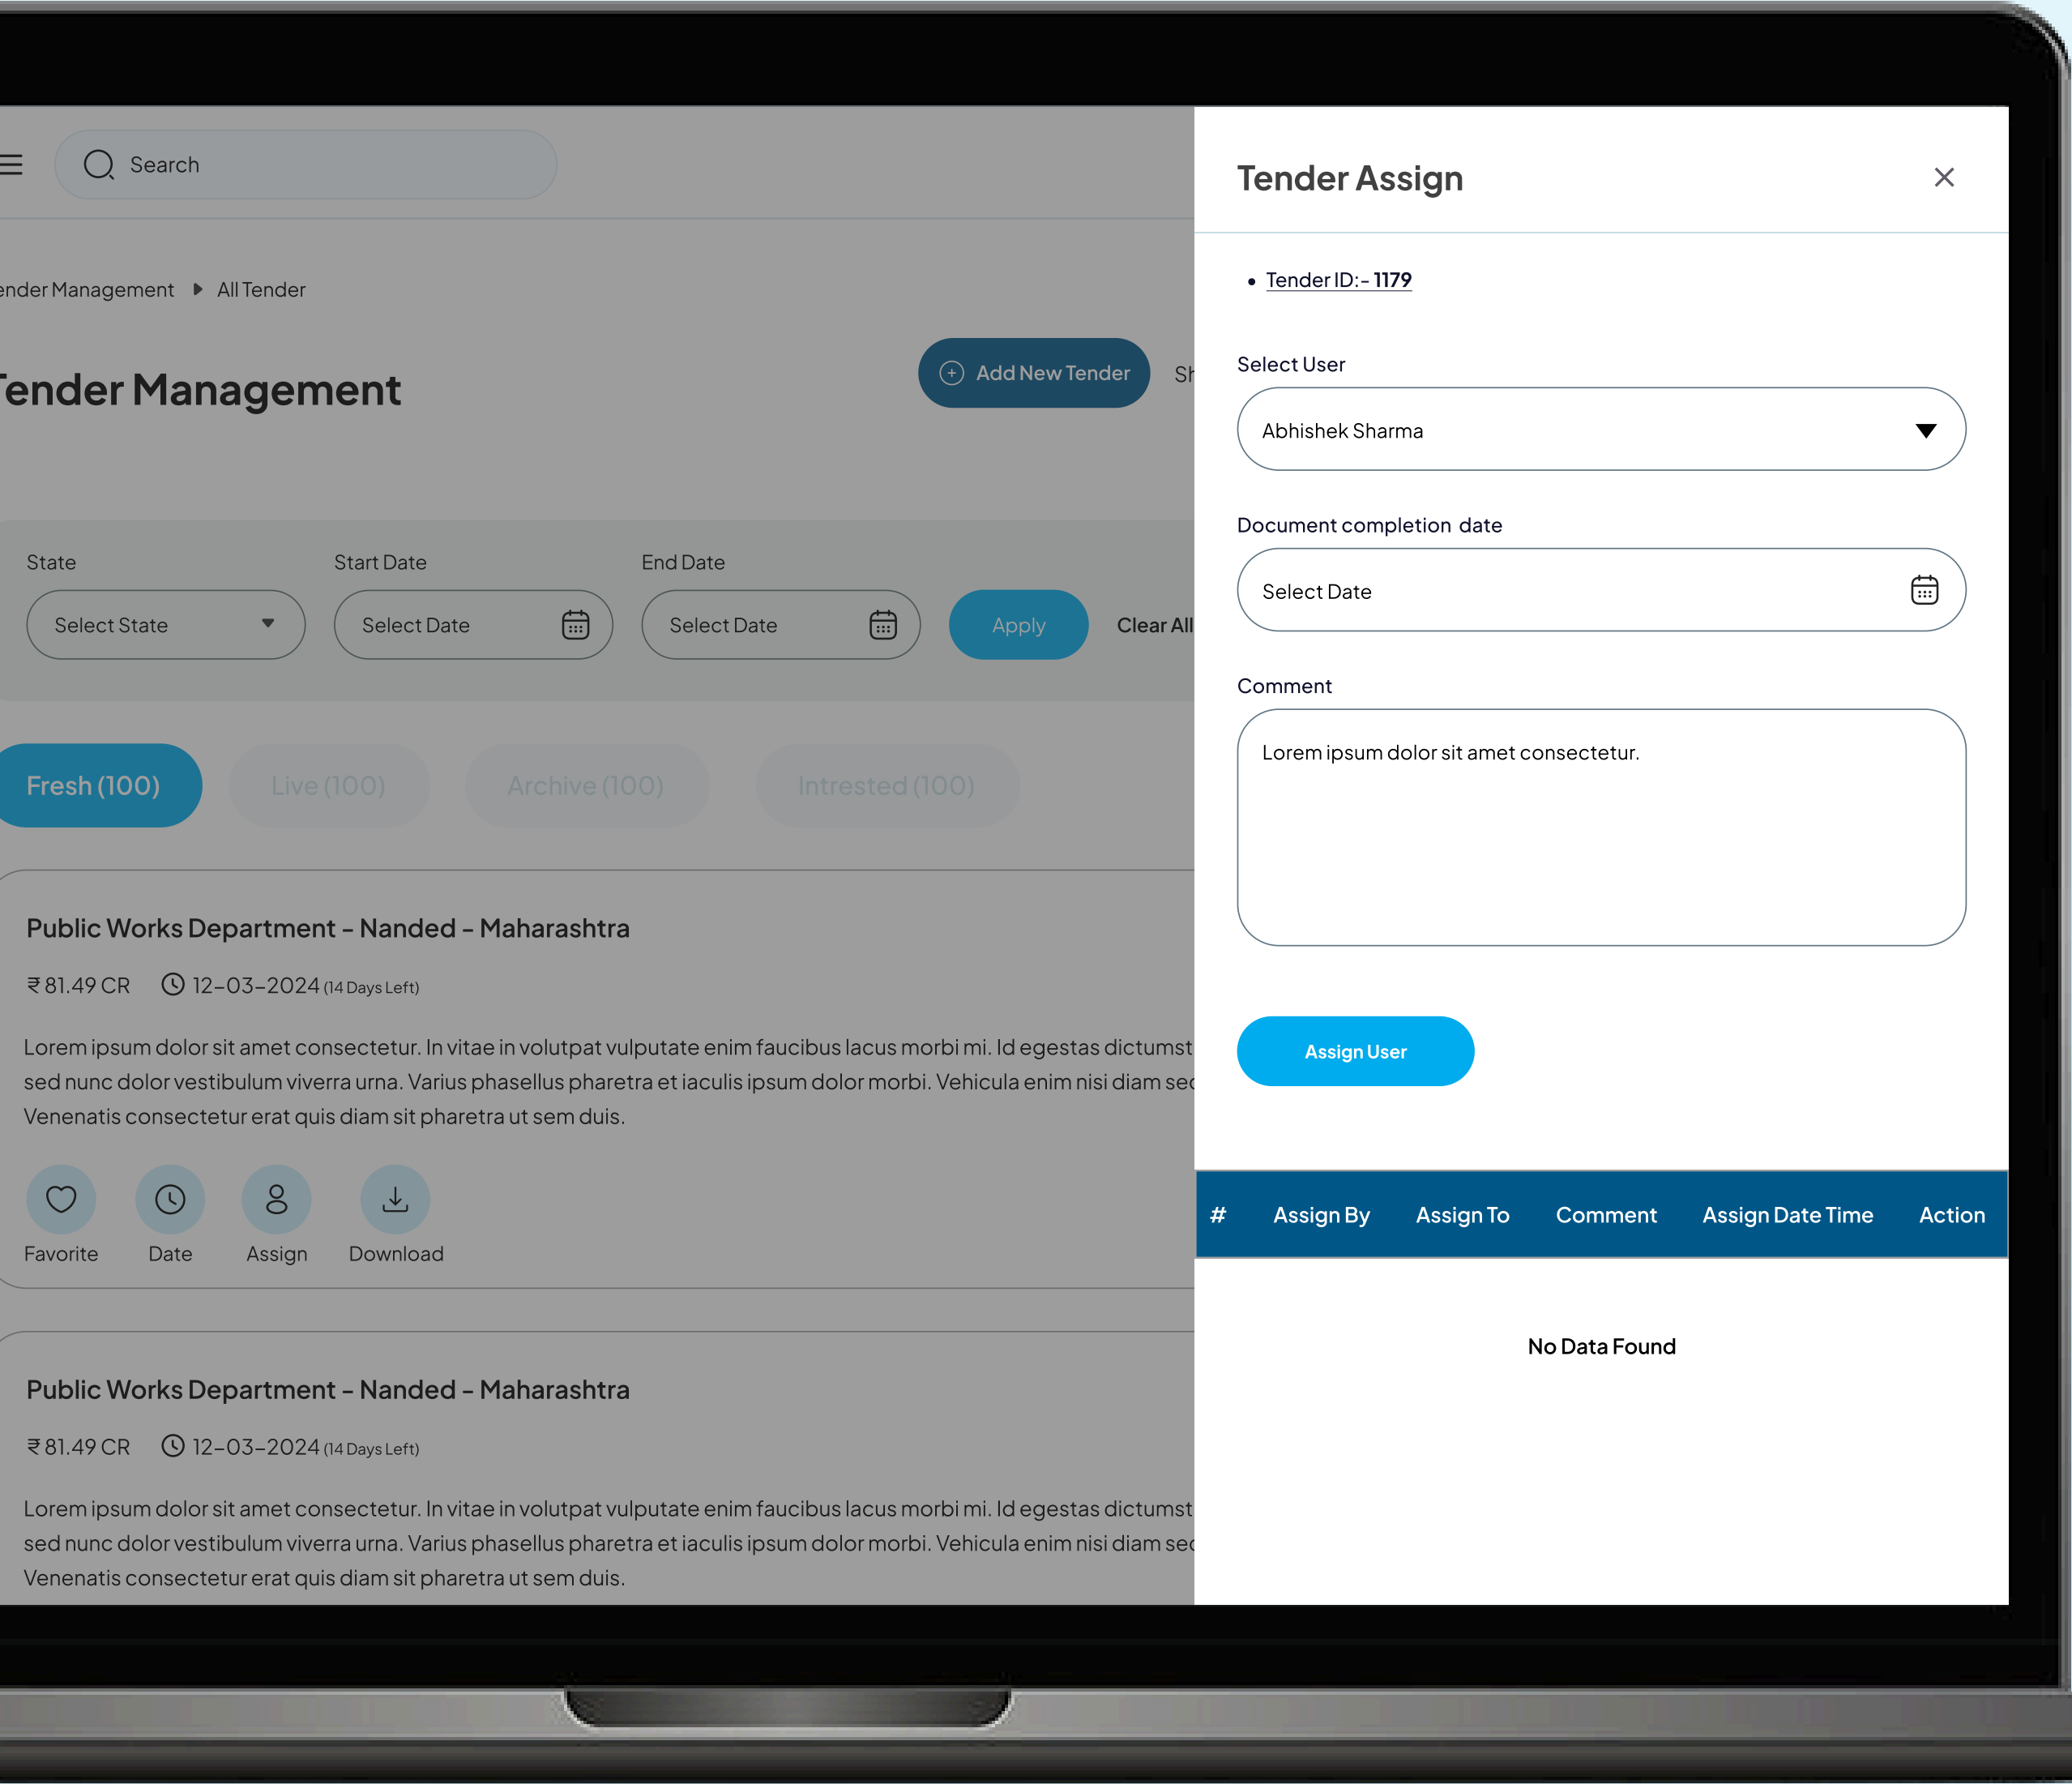 Search
ender Management
All Tender
Tender Management
Add New Tender
Sh
State
Start Date
End Date
Select State
Select Date
Select Date
Apply
Clear All
Fresh (100)
Live (100)
Archive (100)
Intrested (100)
Public Works Department - Nanded - Maharashtra
₹ 81.49 CR
12-03-2024 (14 Days Left)
Lorem ipsum dolor sit amet consectetur. In vitae in volutpat vulputate enim faucibus lacus morbi mi. Id egestas dictumst
sed nunc dolor vestibulum viverra urna. Varius phasellus pharetra et iaculis ipsum dolor morbi. Vehicula enim nisi diam sec
Venenatis consectetur erat quis diam sit pharetra ut sem duis.
Favorite
Date
Assign
Download
Public Works Department - Nanded - Maharashtra
₹ 81.49 CR
12-03-2024 (14 Days Left)
Lorem ipsum dolor sit amet consectetur. In vitae in volutpat vulputate enim faucibus lacus morbi mi. Id egestas dictumst
sed nunc dolor vestibulum viverra urna. Varius phasellus pharetra et iaculis ipsum dolor morbi. Vehicula enim nisi diam sec
Venenatis consectetur erat quis diam sit pharetra ut sem duis.
Tender Assign
Tender ID:- 1179
Select User
Abhishek Sharma
Document completion date
Select Date
Comment
Lorem ipsum dolor sit amet consectetur.
Assign User
# Assign By Assign To Comment Assign Date Time Action
No Data Found